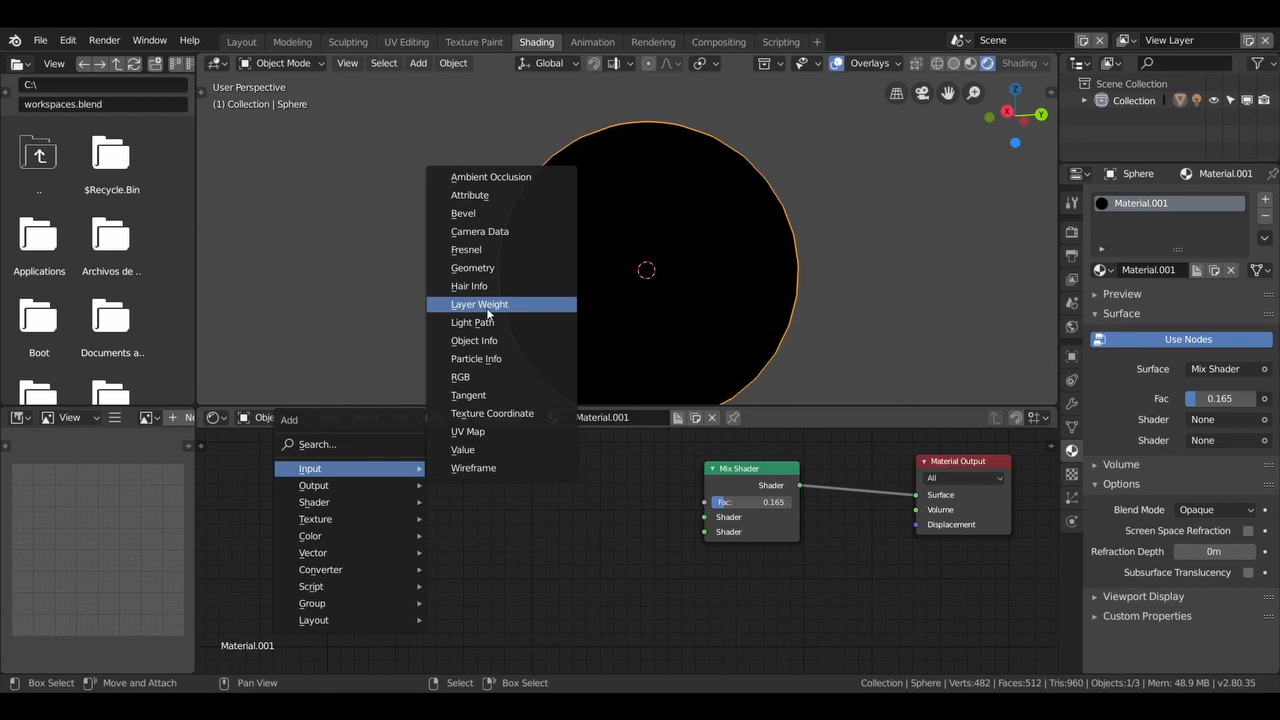 File Edit Render Window Help
Layout Modeling Sculpting UV Editing Texture Paint Shading Animation Rendering Compositing Scripting +
Scene
View Layer
View
Object Mode View Select Add Object
Global
Overlays
Shading
C:\
workspaces.blend
User Perspective
(1) Collection | Sphere
X
Y
Z
Scene Collection
Collection
..
$Recycle.Bin
Applications
Archivos de ..
Boot
Documents a..
Ambient Occlusion
Attribute
Bevel
Camera Data
Fresnel
Geometry
Hair Info
Layer Weight
Light Path
Object Info
Particle Info
RGB
Tangent
Texture Coordinate
UV Map
Value
Wireframe
Sphere Material.001
Material.001
Material.001
Preview
Surface
Use Nodes
Surface Mix Shader
Fac 0.165
Shader None
Shader None
Volume
Options
Blend Mode Opaque
Screen Space Refraction
Refraction Depth 0m
Subsurface Translucency
Viewport Display
Custom Properties
View
+ Ne
Obje
Material.001
Add
Search...
Input
Output
Shader
Texture
Color
Vector
Converter
Script
Group
Layout
Mix Shader
Shader
Fac: 0.165
Shader
Shader
Material Output
All
Surface
Volume
Displacement
Material.001
Box Select Move and Attach Pan View Select Box Select
Collection | Sphere | Verts:482 | Faces:512 | Tris:960 | Objects:1/3 | Mem: 48.9 MB | v2.80.35